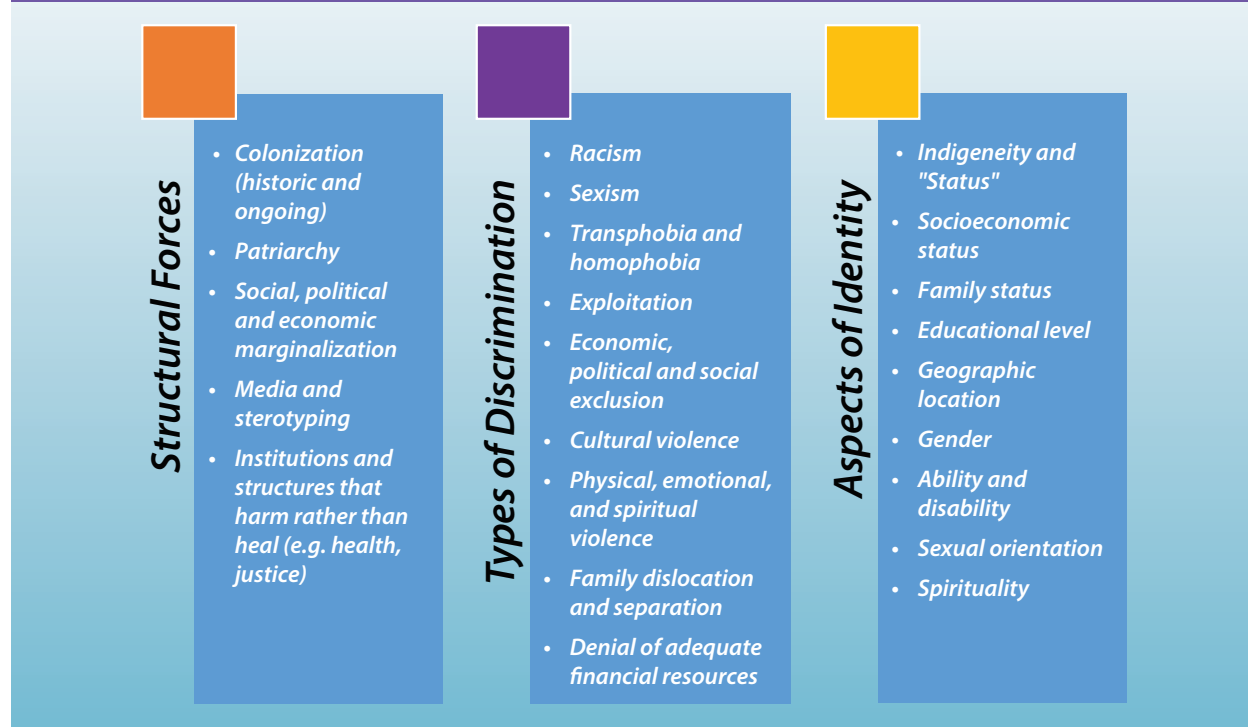 Structural Forces
• Colonization
(historic and
ongoing)
• Patriarchy
• Social, political
and economic
marginalization
• Media and
sterotyping
• Institutions and
structures that
harm rather than
heal (e.g. health,
justice)
Types of Discrimination
• Racism
• Sexism
• Transphobia and
homophobia
• Exploitation
• Economic,
political and social
exclusion
• Cultural violence
• Physical, emotional,
and spiritual
violence
• Family dislocation
and separation
• Denial of adequate
financial resources
Aspects of Identity
• Indigeneity and
"Status"
• Socioeconomic
status
• Family status
• Educational level
• Geographic
location
• Gender
• Ability and
disability
• Sexual orientation
• Spirituality